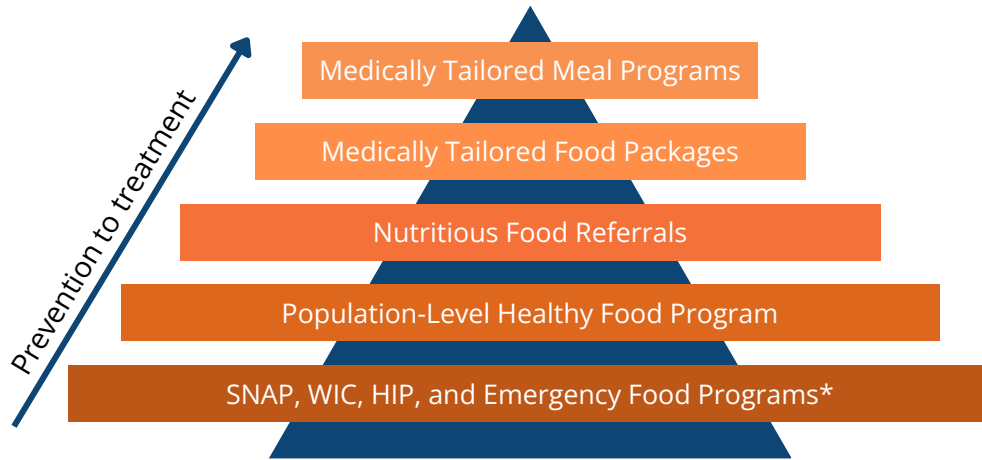 Prevention to treatment
Medically Tailored Meal Programs
Medically Tailored Food Packages
Nutritious Food Referrals
Population-Level Healthy Food Program
SNAP, WIC, HIP, and Emergency Food Programs*